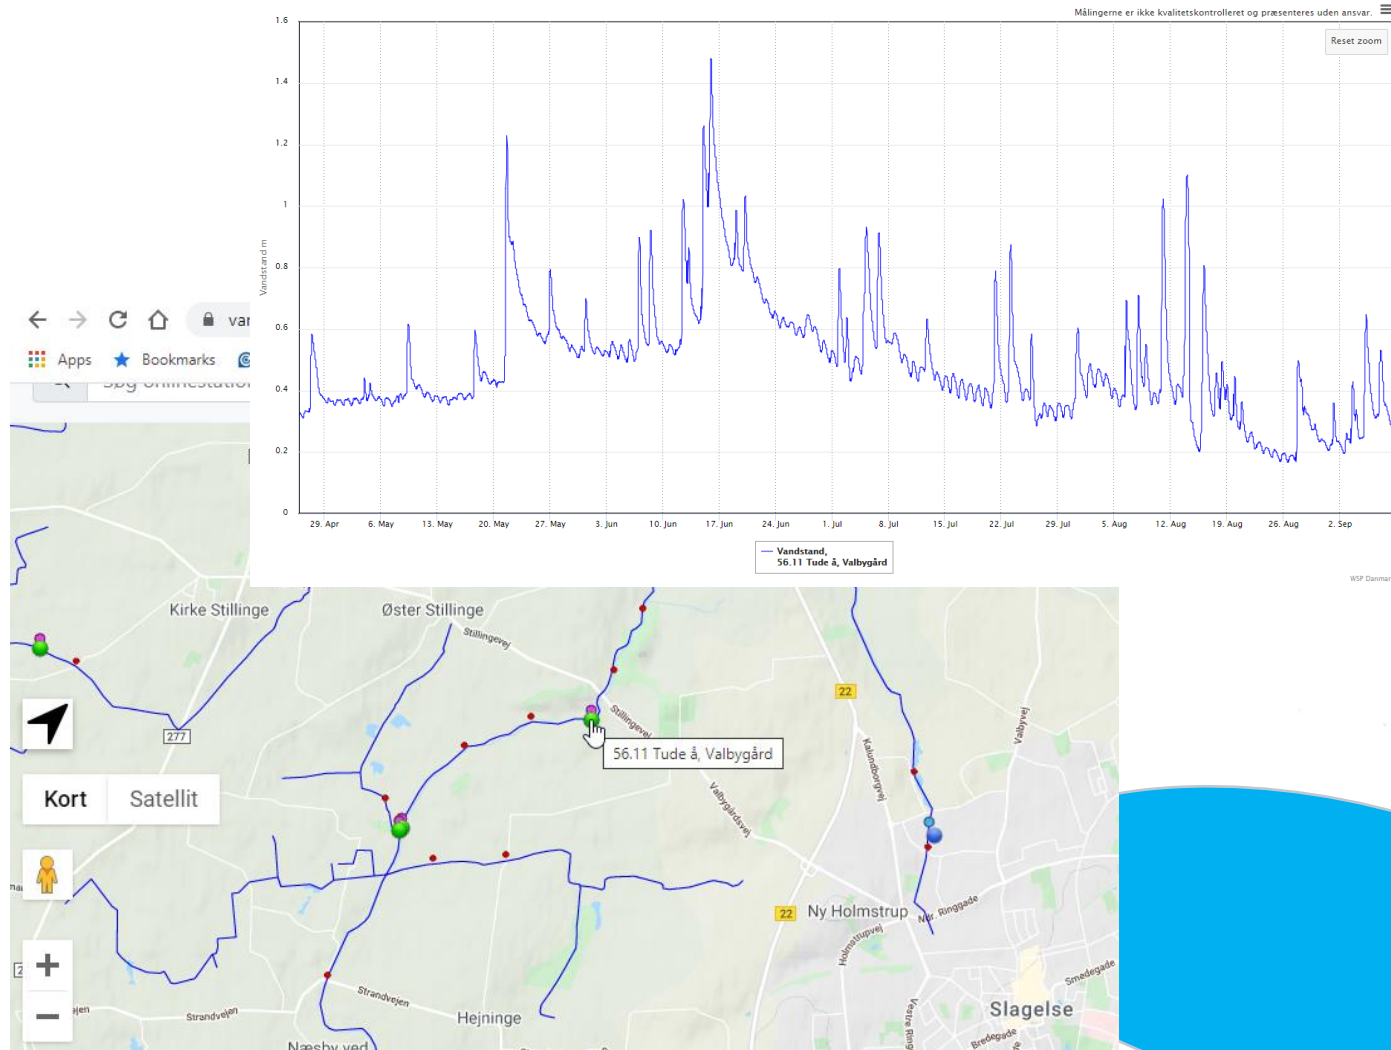 Målingerne er ikke kvalitetskontrolleret og præsenteres uden ansvar.
Reset zoom
1.6
1.4
1.2
1
0.8
0.6
0.4
0.2
0
Vandstand m
29. Apr 6. May 13. May 20. May 27. May 3. Jun 10. Jun 17. Jun 24. Jun 1. Jul 8. Jul 15. Jul 22. Jul 29. Jul 5. Aug 12. Aug 19. Aug 26. Aug 2. Sep
Vandstand,
56.11 Tude å, Valbygård
WSP Danmar
var
Apps Bookmarks
Søg onlinestation
Kirke Stillinge
Øster Stillinge
Stillingevej
Stillingevej
22
277
56.11 Tude å, Valbygård
Kalundborgvej
Valbyvej
Valbygårdsvej
Kort Satellit
22
Ny Holmstrup
Ndr. Ringgade
Holmstrupvej
Smedegade
Strandvejen
Strandvejen
ejen
Hejninge
Slagelse
Vestre Ring
Bredegade
Næsby ved